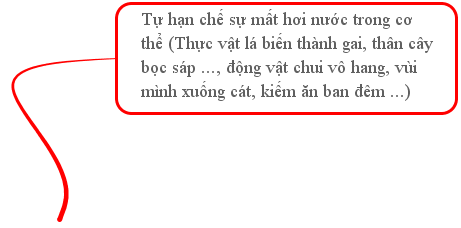 Tự hạn chế sự mất hơi nước trong cơ
thể (Thực vật lá biến thành gai, thân cây
bọc sáp ..., động vật chui vô hang, vùi
mình xuống cát, kiếm ăn ban đêm ...)